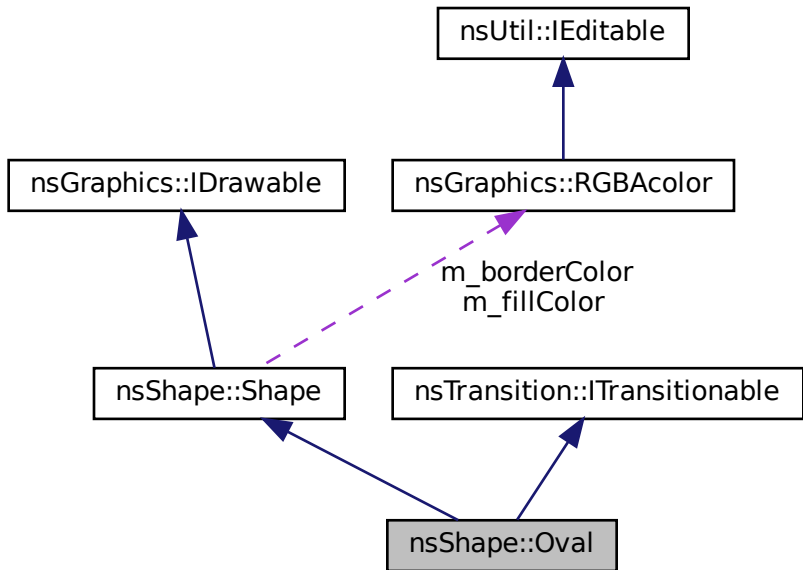 nsUtil::IEditable
nsGraphics::IDrawable
nsGraphics::RGBAcolor
m_borderColor
m_fillColor
nsShape::Shape
nsTransition::ITransitionable
nsShape::Oval